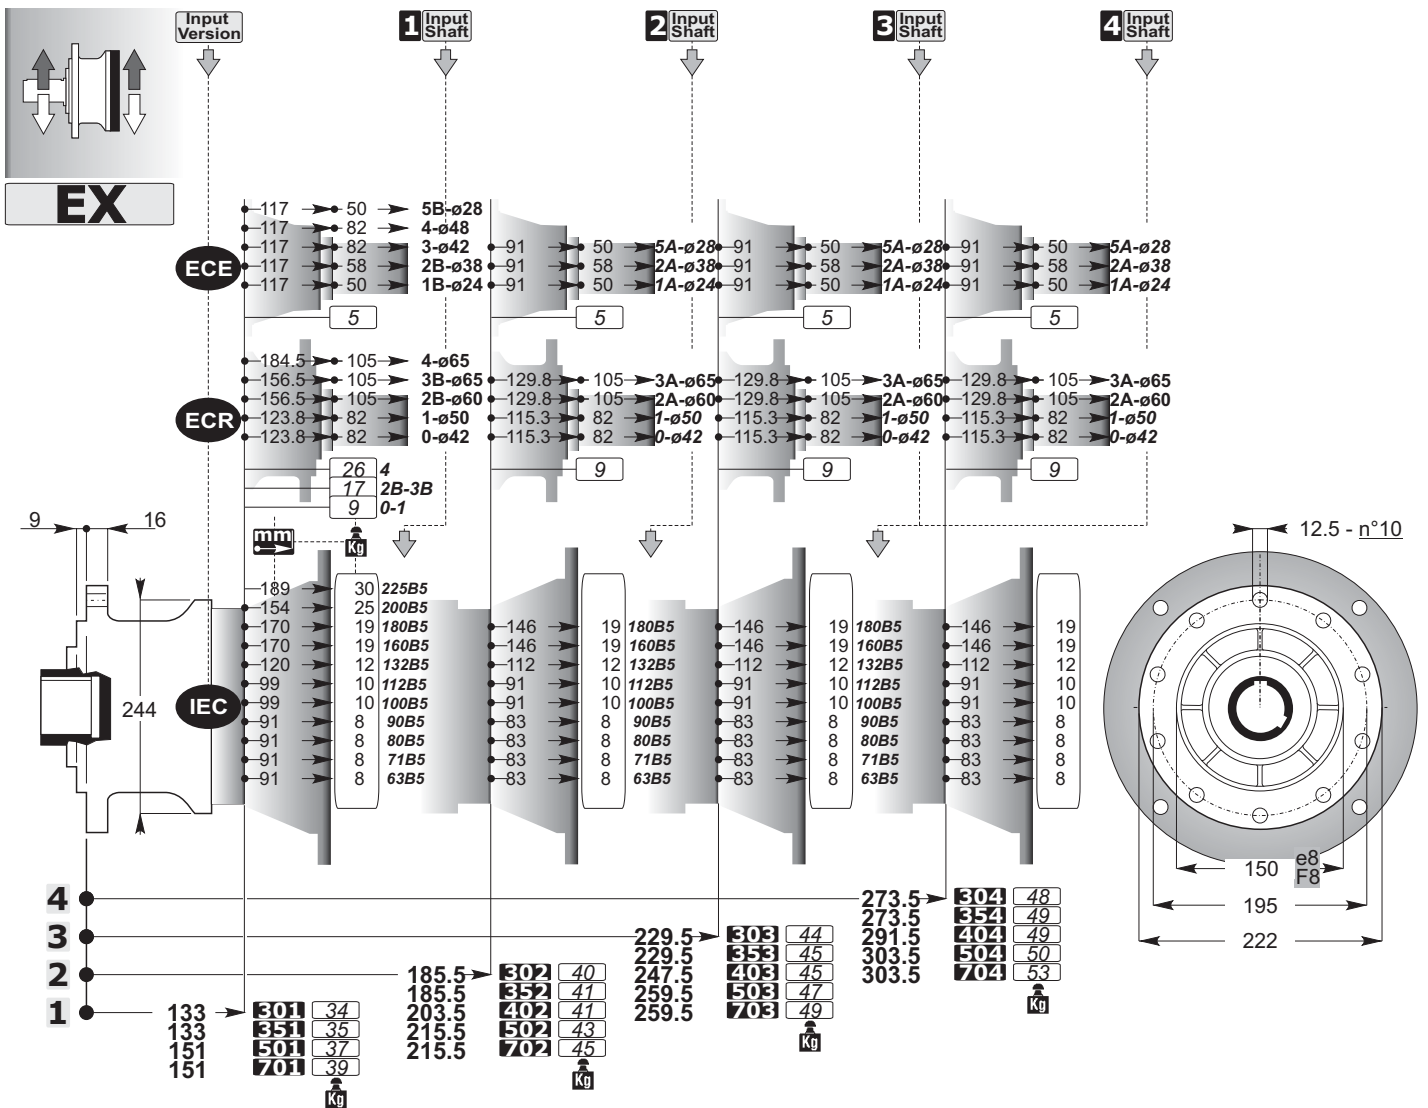 Input Version
1 Input Shaft
2 Input Shaft
3 Input Shaft
4 Input Shaft
EX
117 50 5B-ø28
117 82 4-ø48
ECE
117 82 3-ø42 91 50 5A-ø28 91 50 5A-ø28 91 50 5A-ø28
117 58 2B-ø38 91 58 2A-ø38 91 58 2A-ø38 91 58 2A-ø38
117 50 1B-ø24 91 50 1A-ø24 91 50 1A-ø24 91 50 1A-ø24
5 5 5 5
184.5 105 4-ø65
156.5 105 3B-ø65 129.8 105 3A-ø65 129.8 105 3A-ø65 129.8 105 3A-ø65
156.5 105 2B-ø60 129.8 105 2A-ø60 129.8 105 2A-ø60 129.8 105 2A-ø60
ECR
123.8 82 1-ø50 115.3 82 1-ø50 115.3 82 1-ø50 115.3 82 1-ø50
123.8 82 0-ø42 115.3 82 0-ø42 115.3 82 0-ø42 115.3 82 0-ø42
26 4 9 9 9
17 2B-3B
9 0-1
9 16
mm
Kg
12.5 - n°10
189 30 225B5
154 25 200B5
170 19 180B5 146 19 180B5 146 19 180B5 146 19
170 19 160B5 146 19 160B5 146 19 160B5 146 19
120 12 132B5 112 12 132B5 112 12 132B5 112 12
99 10 112B5 91 10 112B5 91 10 112B5 91 10
244
IEC
99 10 100B5 91 10 100B5 91 10 100B5 91 10
91 8 90B5 83 8 90B5 83 8 90B5 83 8
91 8 80B5 83 8 80B5 83 8 80B5 83 8
91 8 71B5 83 8 71B5 83 8 71B5 83 8
91 8 63B5 83 8 63B5 83 8 63B5 83 8
150 e8
F8
195
222
4
273.5 304 48
273.5 354 49
291.5 404 49
303.5 504 50
303.5 704 53
Kg
3
229.5 303 44
229.5 353 45
247.5 403 45
259.5 503 47
259.5 703 49
Kg
2
185.5 302 40
185.5 352 41
203.5 402 41
215.5 502 43
215.5 702 45
Kg
1
133 301 34
133 351 35
151 501 37
151 701 39
Kg